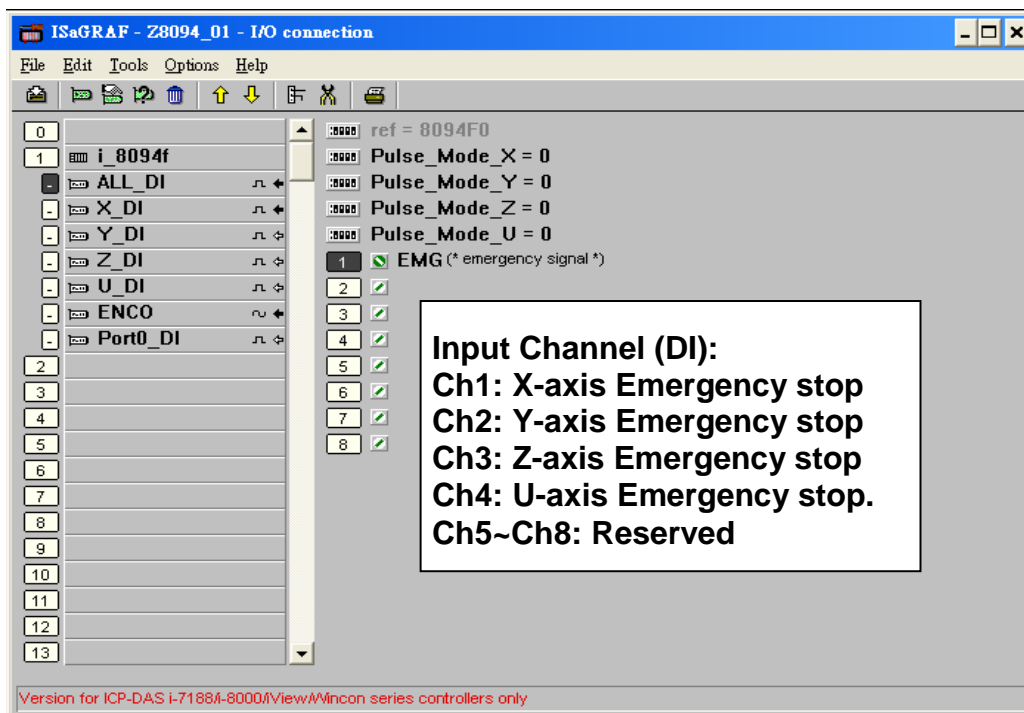 ISaGRAF - Z8094_01 - I/O connection
File Edit Tools Options Help
0
1 i_8094f
- ALL_DI
- X_DI
- Y_DI
- Z_DI
- U_DI
- ENCO
- Port0_DI
2
3
4
5
6
7
8
9
10
11
12
13
ref = 8094F0
Pulse_Mode_X = 0
Pulse_Mode_Y = 0
Pulse_Mode_Z = 0
Pulse_Mode_U = 0
1 EMG (* emergency signal *)
2
3
4
5
6
7
8
Input Channel (DI):
Ch1: X-axis Emergency stop
Ch2: Y-axis Emergency stop
Ch3: Z-axis Emergency stop
Ch4: U-axis Emergency stop.
Ch5~Ch8: Reserved
Version for ICP-DAS i-7188/i-8000/iView/Wincon series controllers only